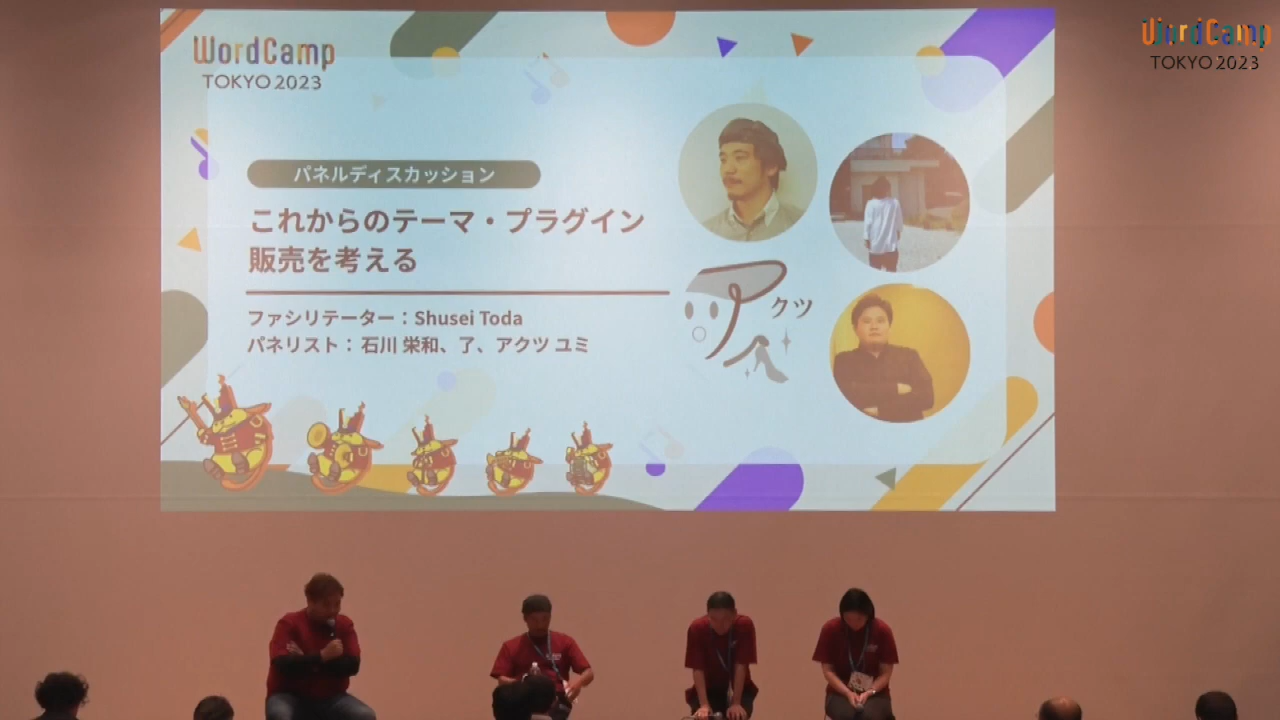 WordCamp
TOKYO 2023
パネルディスカッション
これからのテーマ・プラグイン
販売を考える
ファシリテーター：Shusei Toda
パネリスト： 石川 栄和、了、アクツ ユミ
アクツ
WordCamp
TOKYO 2023